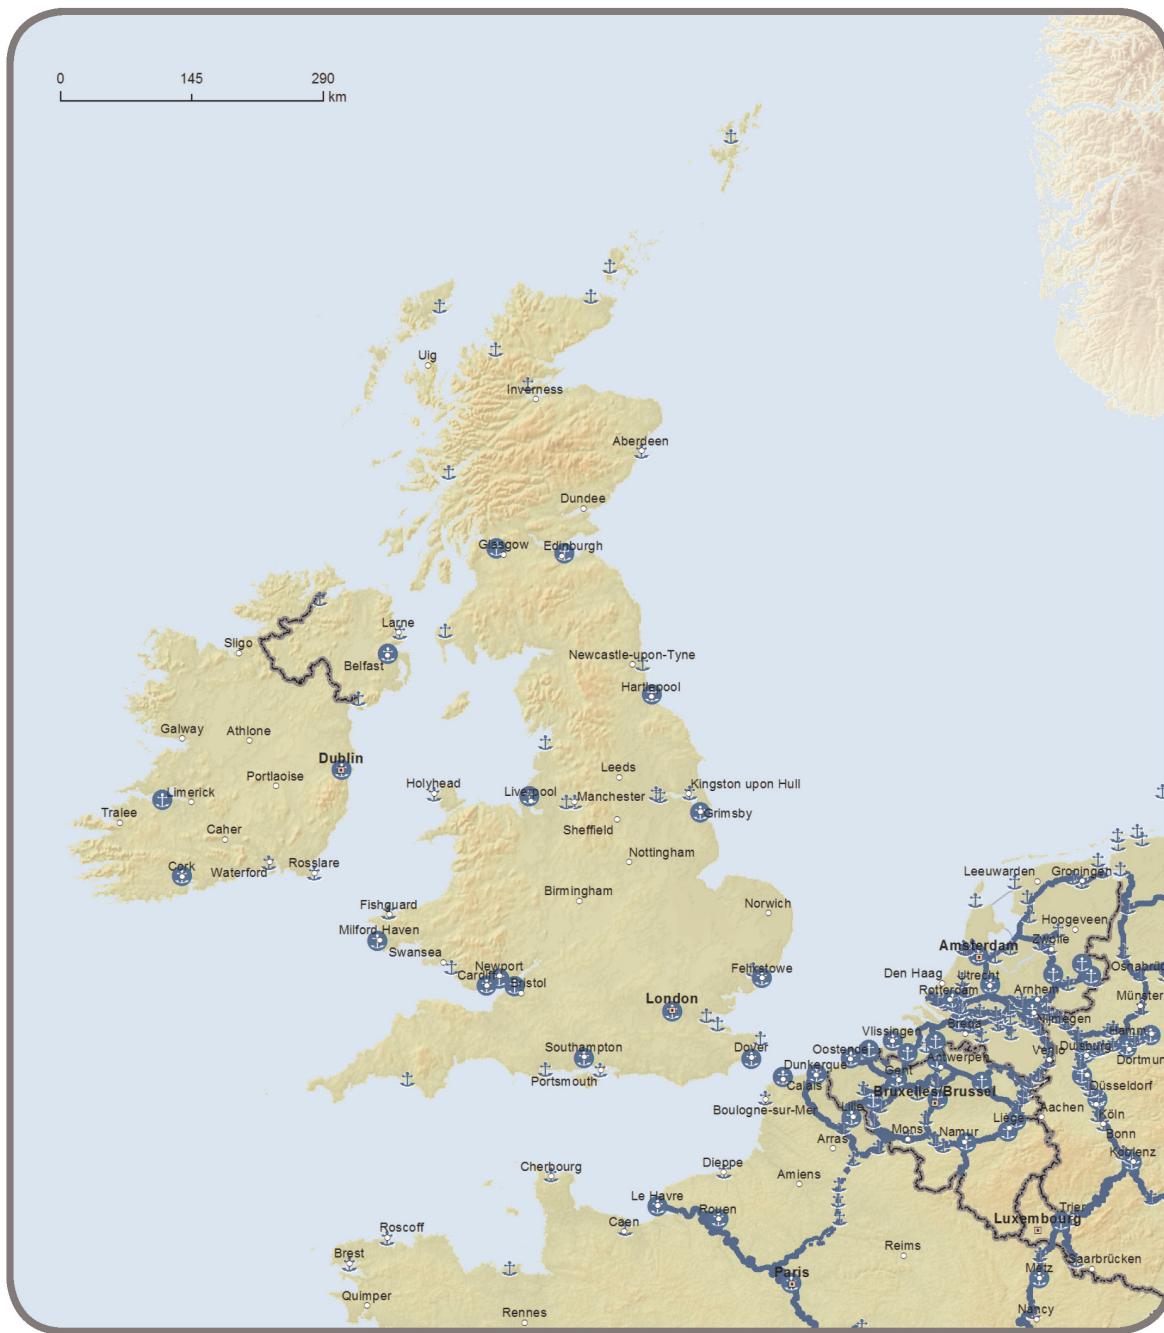 0 145 290
km
Uig
Inverness
Aberdeen
Dundee
Glasgow
Edinburgh
Larne
Sligo
Belfast
Newcastle-upon-Tyne
Hartlepool
Galway
Athlone
Dublin
Leeds
Portlaoise
Holyhead
Liverpool
Manchester
Kingston upon Hull
Limerick
Tralee
Grimsby
Caher
Sheffield
Nottingham
Cork
Waterford
Rosslare
Leeuwarden
Groningen
Birmingham
Fishguard
Norwich
Hoogeveen
Milford Haven
Zwolle
Amsterdam
Swansea
Newport
Cardiff
Bristol
Felixstowe
Den Haag
Utrecht
Osnabrüc
London
Rotterdam
Arnhem
Münster
Nijmegen
Breda
Vlissingen
Hamm
Southampton
Dover
Oostende
Antwerpen
Venlo
Duisburg
Dortmun
Dunkerque
Gent
Portsmouth
Calais
Bruxelles/Brussel
Düsseldorf
Boulogne-sur-Mer
Lille
Liège
Aachen
Köln
Arras
Mons
Namur
Bonn
Koblenz
Cherbourg
Dieppe
Amiens
Le Havre
Rouen
Trier
Luxembourg
Roscoff
Caen
Reims
Brest
Saarbrücken
Paris
Metz
Quimper
Rennes
Nancy